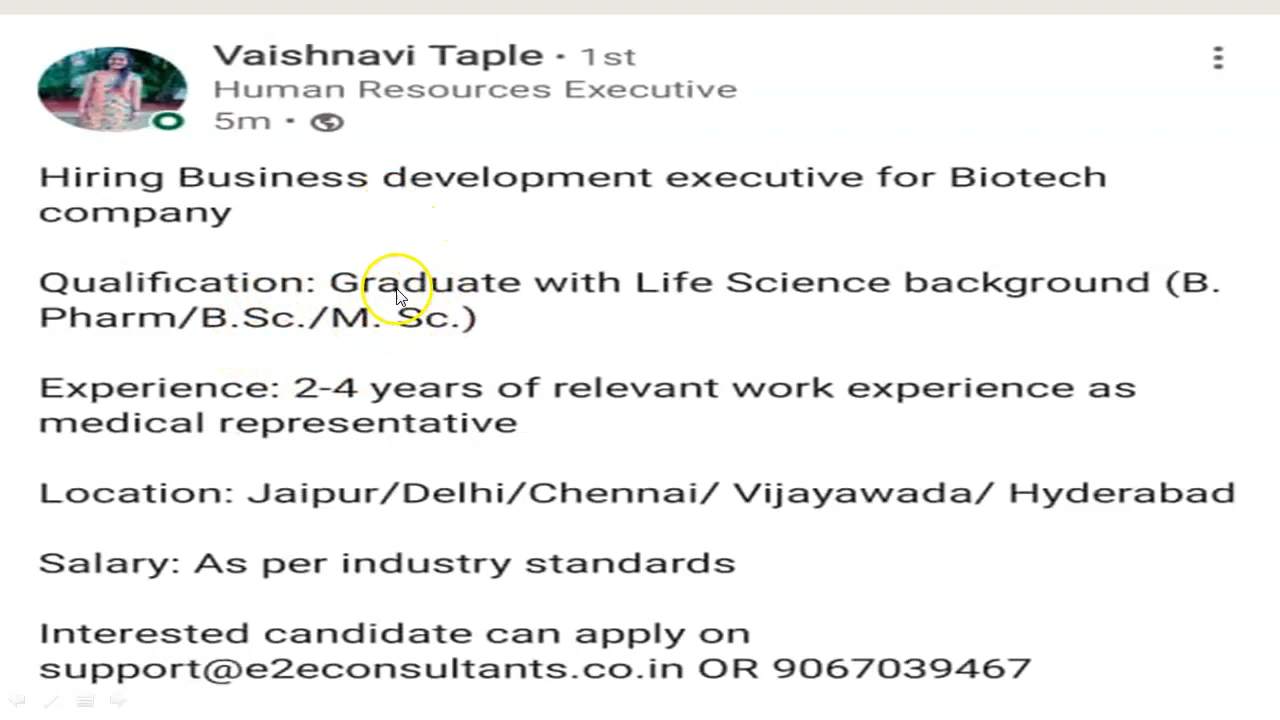 Vaishnavi Taple • 1st
Human Resources Executive
5m •
Hiring Business development executive for Biotech
company
Qualification: Graduate with Life Science background (B.
Pharm/B.Sc./M. Sc.)
Experience: 2-4 years of relevant work experience as
medical representative
Location: Jaipur/Delhi/Chennai/ Vijayawada/ Hyderabad
Salary: As per industry standards
Interested candidate can apply on
support@e2econsultants.co.in OR 9067039467